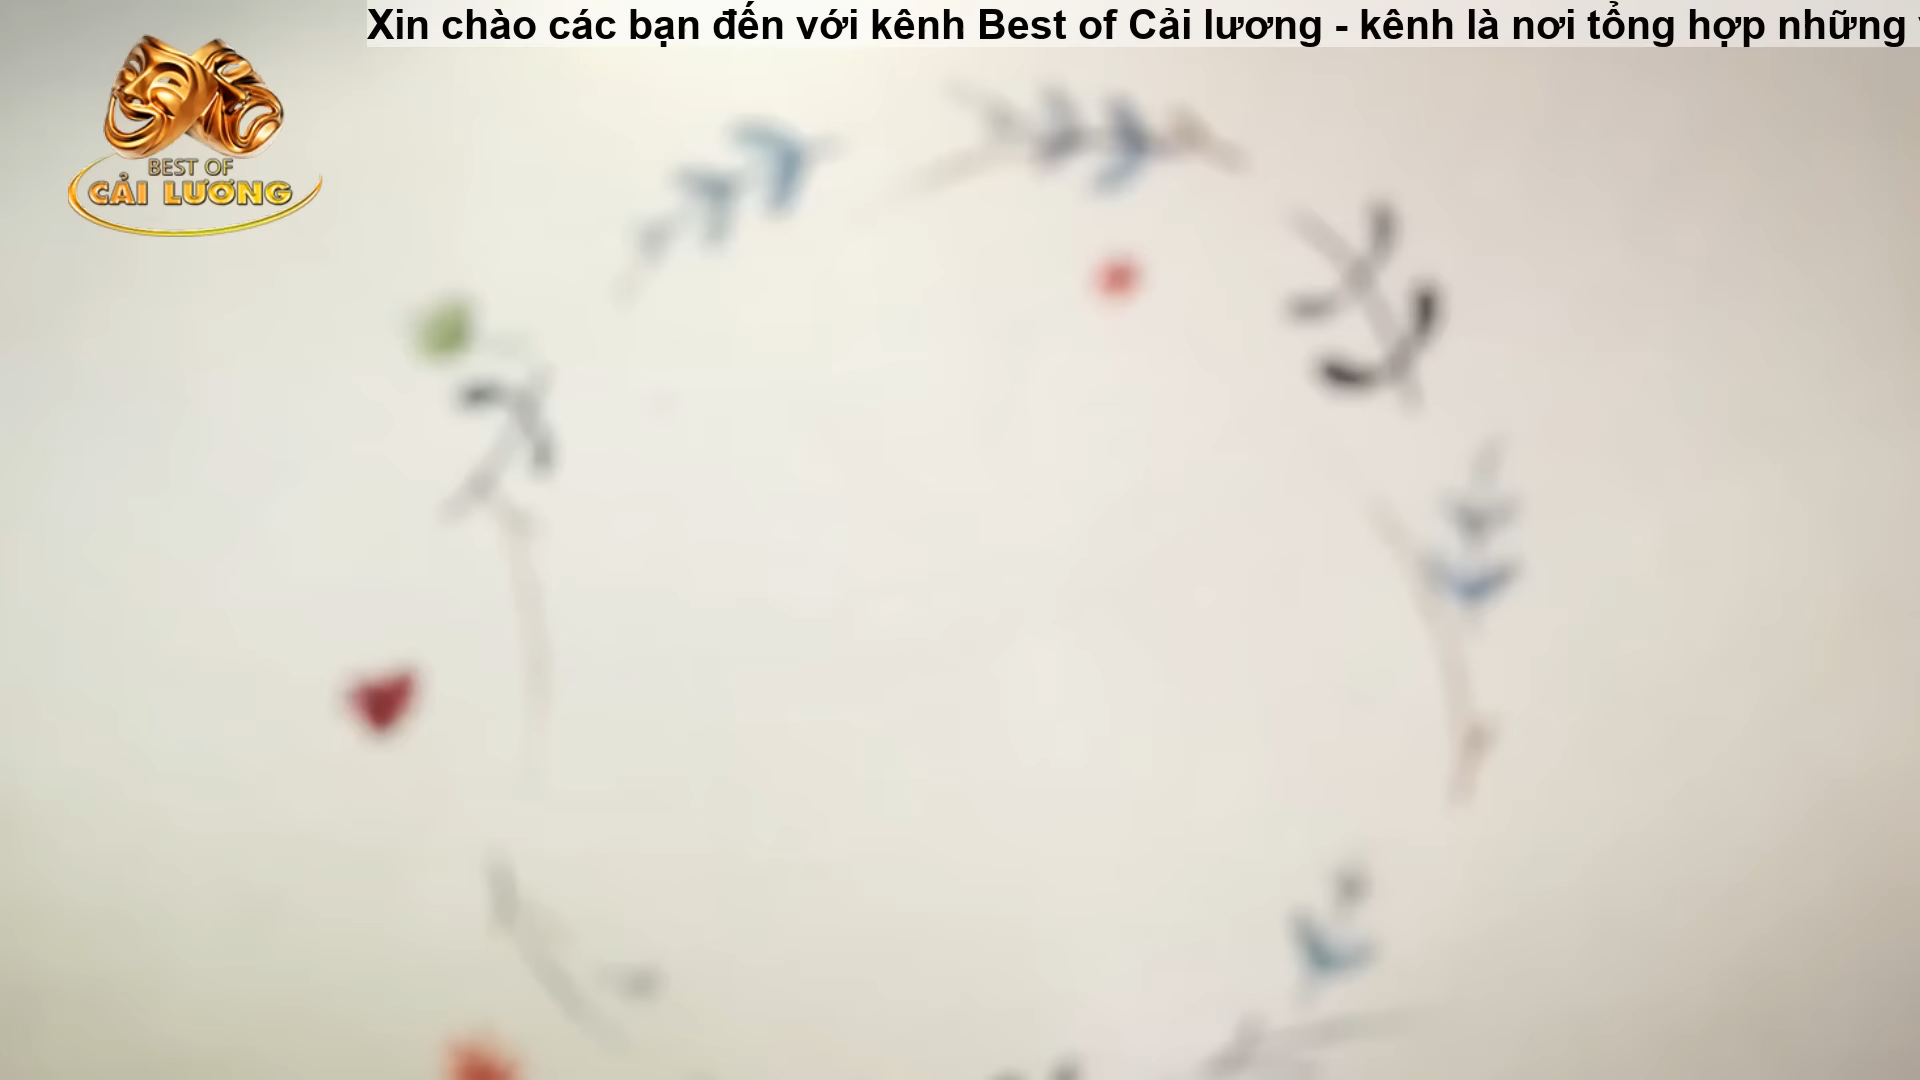 Xin chào các bạn đến với kênh Best of Cải lương - kênh là nơi tổng hợp những
BEST OF
CẢI LƯƠNG